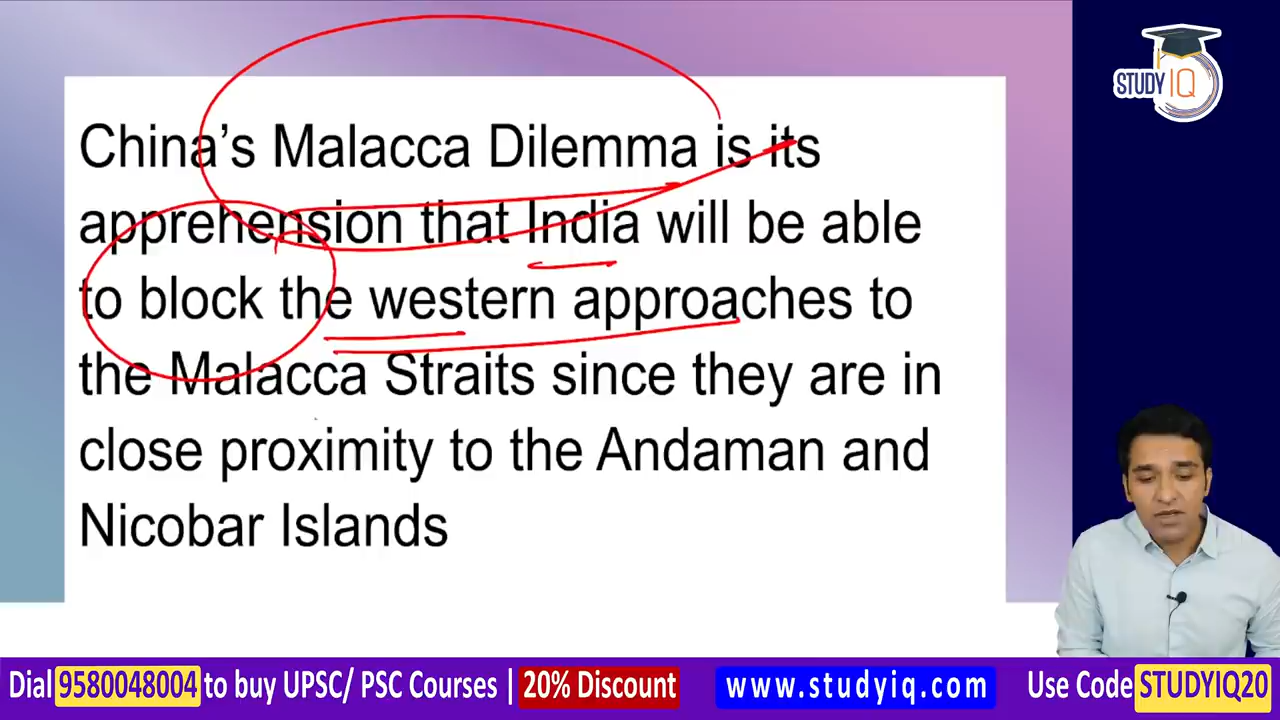 STUDY IQ
China's Malacca Dilemma is its
apprehension that India will be able
to block the western approaches to
the Malacca Straits since they are in
close proximity to the Andaman and
Nicobar Islands
Dial 9580048004 to buy UPSC/ PSC Courses | 20% Discount www.studyiq.com Use Code STUDYIQ20